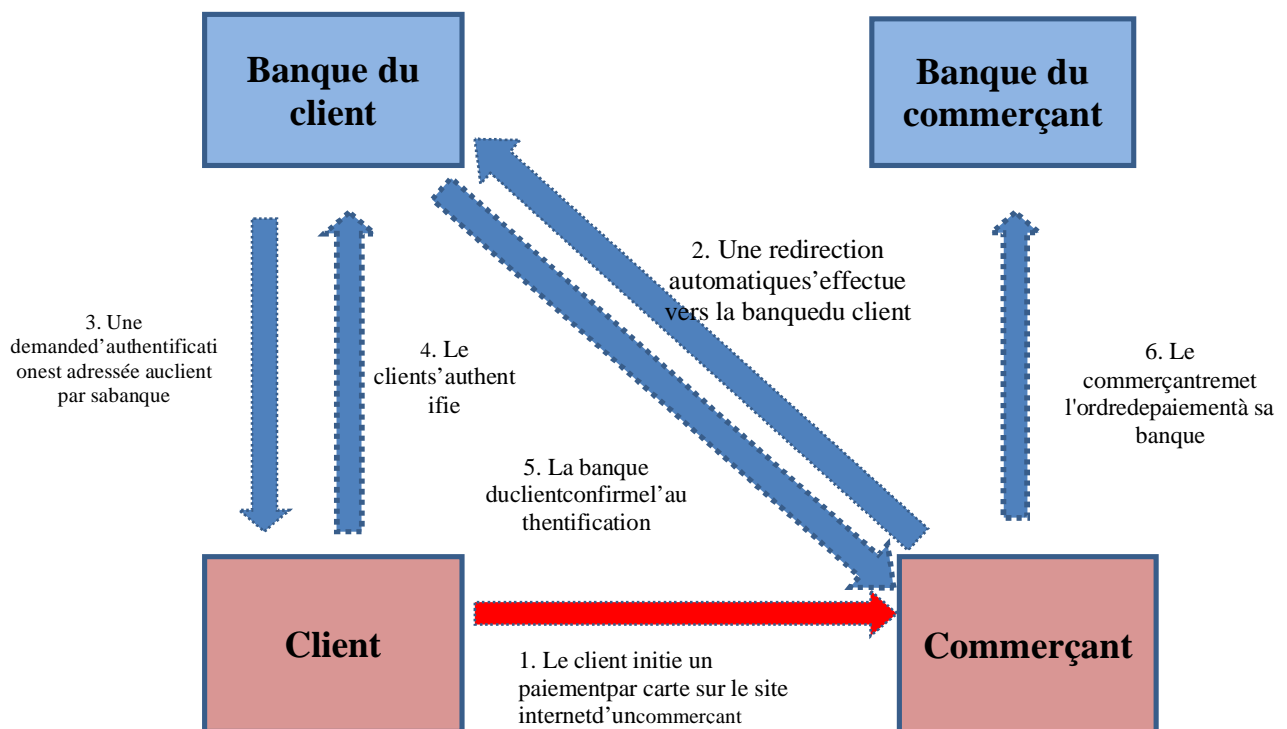 Banque du
client
Banque du
commerçant
2. Une redirection
automatiques’effectue
vers la banquedu client
3. Une
demanded’authentificati
onest adressée auclient
par sabanque
4. Le
clients’authent
ifie
6. Le
commerçantremet
l'ordredepaiementà sa
banque
5. La banque
duclientconfirmel’au
thentification
Client
Commerçant
1. Le client initie un
paiementpar carte sur le site
internetd’uncommercant